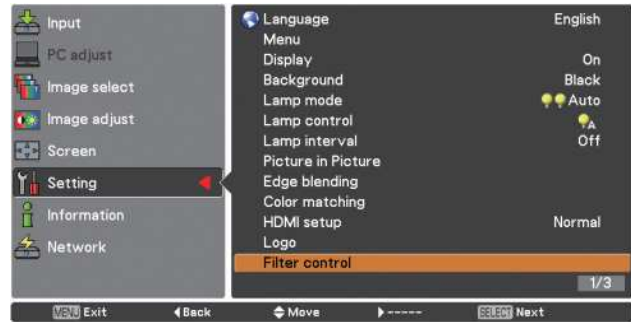 Input
PC adjust
Image select
Image adjust
Screen
Setting
Information
Network
Language English
Menu
Display On
Background Black
Lamp mode Auto
Lamp control A
Lamp interval Off
Picture in Picture
Edge blending
Color matching
HDMI setup Normal
Logo
Filter control
1/3
MENU Exit Back Move ----- SELECT Next